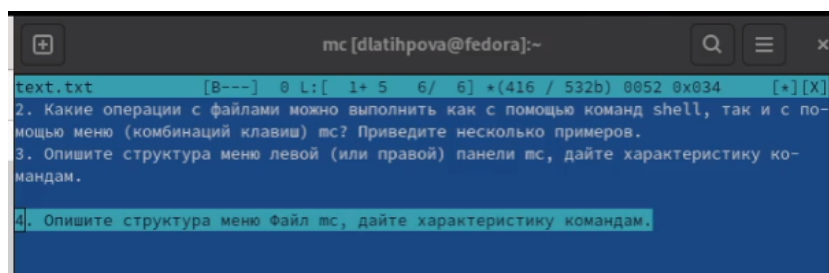 mc [dlatihpova@fedora]:~
text.txt [B---] 0 L:[ 1+ 5 6/ 6] *(416 / 532b) 0052 0x034 [*][X]
2. Какие операции с файлами можно выполнить как с помощью команд shell, так и с по-
мощью меню (комбинаций клавиш) mc? Приведите несколько примеров.
3. Опишите структура меню левой (или правой) панели mc, дайте характеристику ко-
мандам.
4. Опишите структура меню Файл mc, дайте характеристику командам.